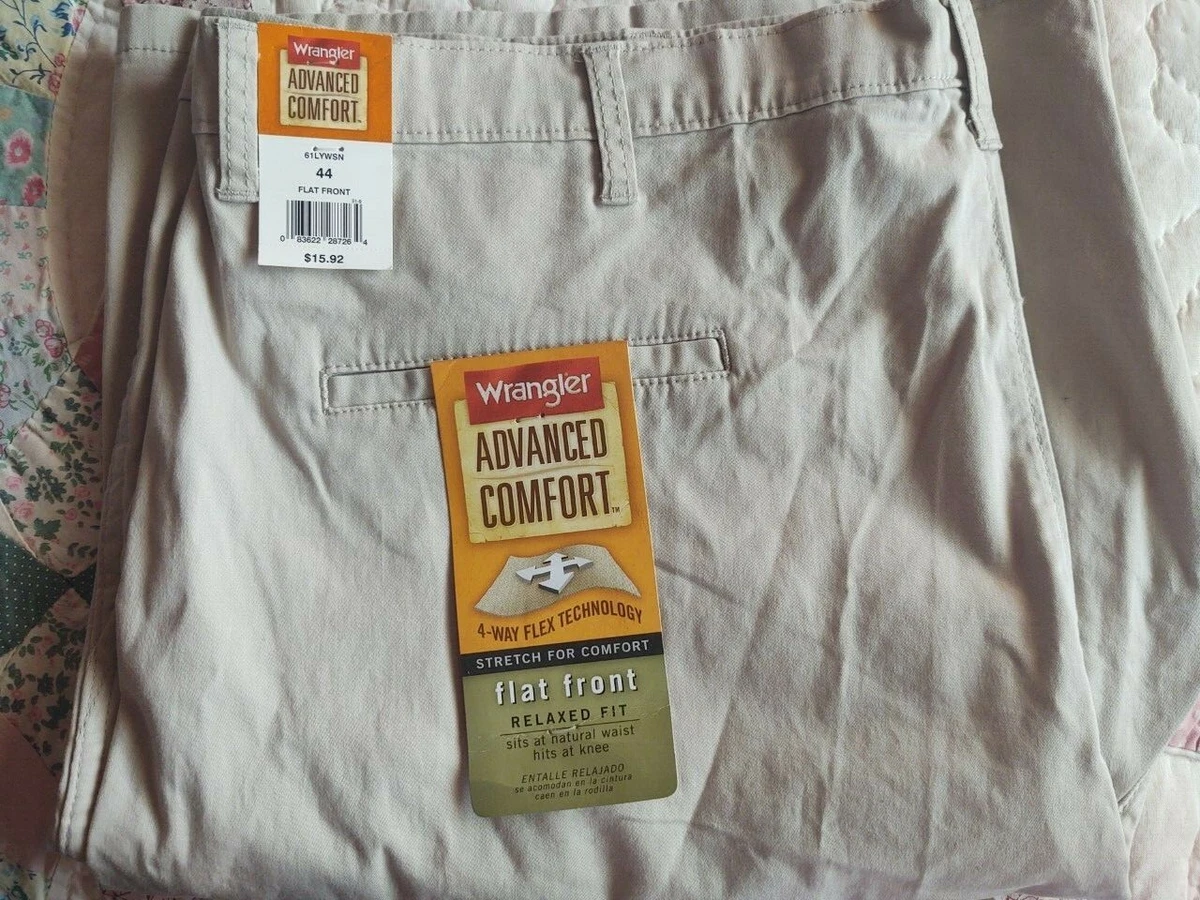 Wrangler
ADVANCED
COMFORT™
61LYWSN
44
FLAT FRONT
0 83622 28726 4
$15.92
Wrangler
ADVANCED
COMFORT™
4-WAY FLEX TECHNOLOGY
STRETCH FOR COMFORT
flat front
RELAXED FIT
sits at natural waist
hits at knee
ENTALLE RELAJADO
se acomodan en la cintura
caen en la rodilla